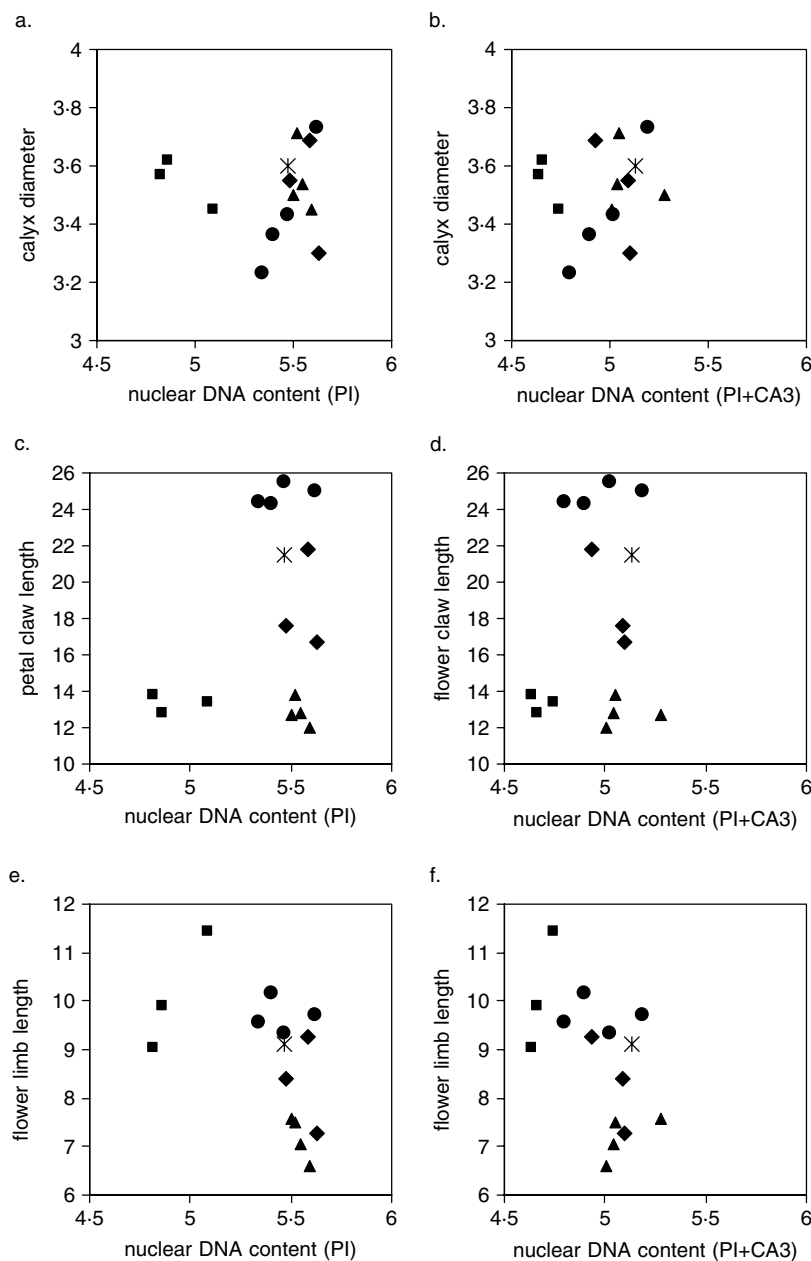 a.
4
3·8
3·6
3·4
3·2
3
calyx diameter
4·5 5 5·5 6
nuclear DNA content (PI)
b.
4
3·8
3·6
3·4
3·2
3
calyx diameter
4·5 5 5·5 6
nuclear DNA content (PI+CA3)
c.
26
24
22
20
18
16
14
12
10
petal claw length
4·5 5 5·5 6
nuclear DNA content (PI)
d.
26
24
22
20
18
16
14
12
10
flower claw length
4·5 5 5·5 6
nuclear DNA content (PI+CA3)
e.
12
11
10
9
8
7
6
flower limb length
4·5 5 5·5 6
nuclear DNA content (PI)
f.
12
11
10
9
8
7
6
flower limb length
4·5 5 5·5 6
nuclear DNA content (PI+CA3)